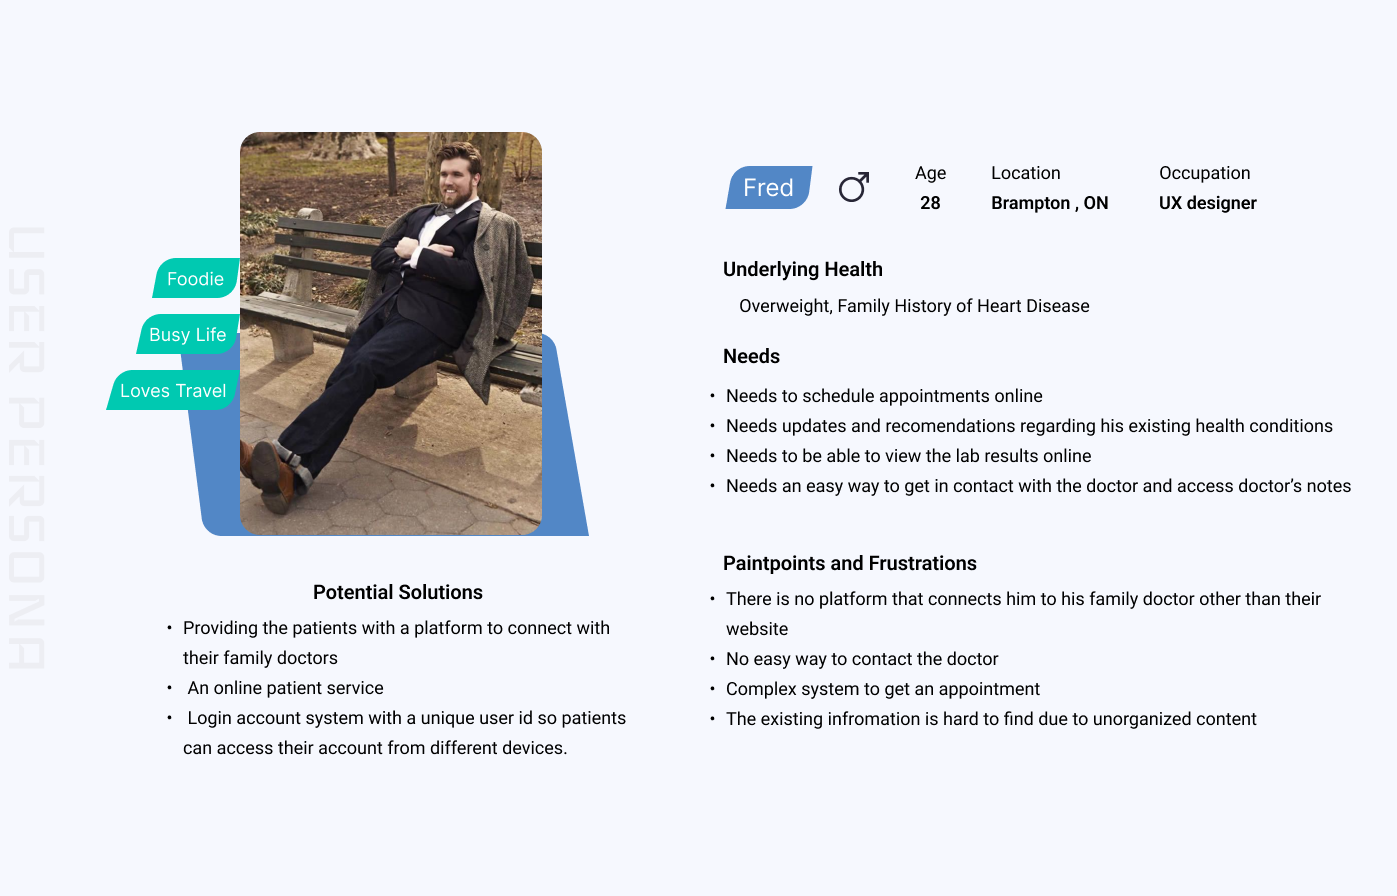 USER PERSONA
Foodie
Busy Life
Loves Travel
Potential Solutions
• Providing the patients with a platform to connect with
their family doctors
• An online patient service
• Login account system with a unique user id so patients
can access their account from different devices.
Fred
Age
28
Location
Brampton , ON
Occupation
UX designer
Underlying Health
Overweight, Family History of Heart Disease
Needs
• Needs to schedule appointments online
• Needs updates and recomendations regarding his existing health conditions
• Needs to be able to view the lab results online
• Needs an easy way to get in contact with the doctor and access doctor’s notes
Paintpoints and Frustrations
• There is no platform that connects him to his family doctor other than their
website
• No easy way to contact the doctor
• Complex system to get an appointment
• The existing infromation is hard to find due to unorganized content